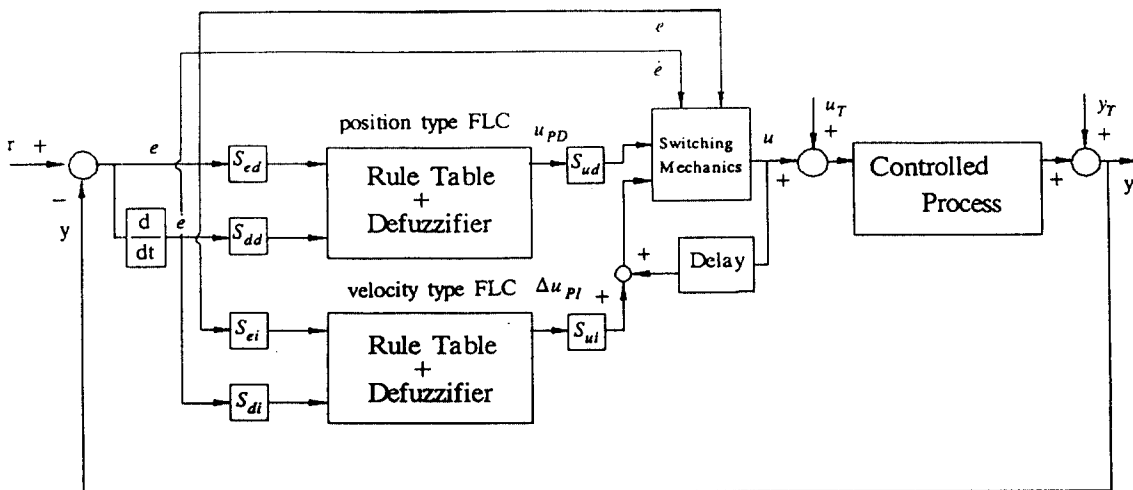 e
ė
position type FLC
u_PD
u_T
y_T
r
+
e
S_ed
Rule Table
+
Defuzzifier
S_ud
Switching
Mechanics
u
+
+
Controlled
Process
+
+
y
−
y
d
dt
e
S_dd
velocity type FLC
Δu_PI
+
+
Delay
S_ei
Rule Table
+
Defuzzifier
S_ui
S_di